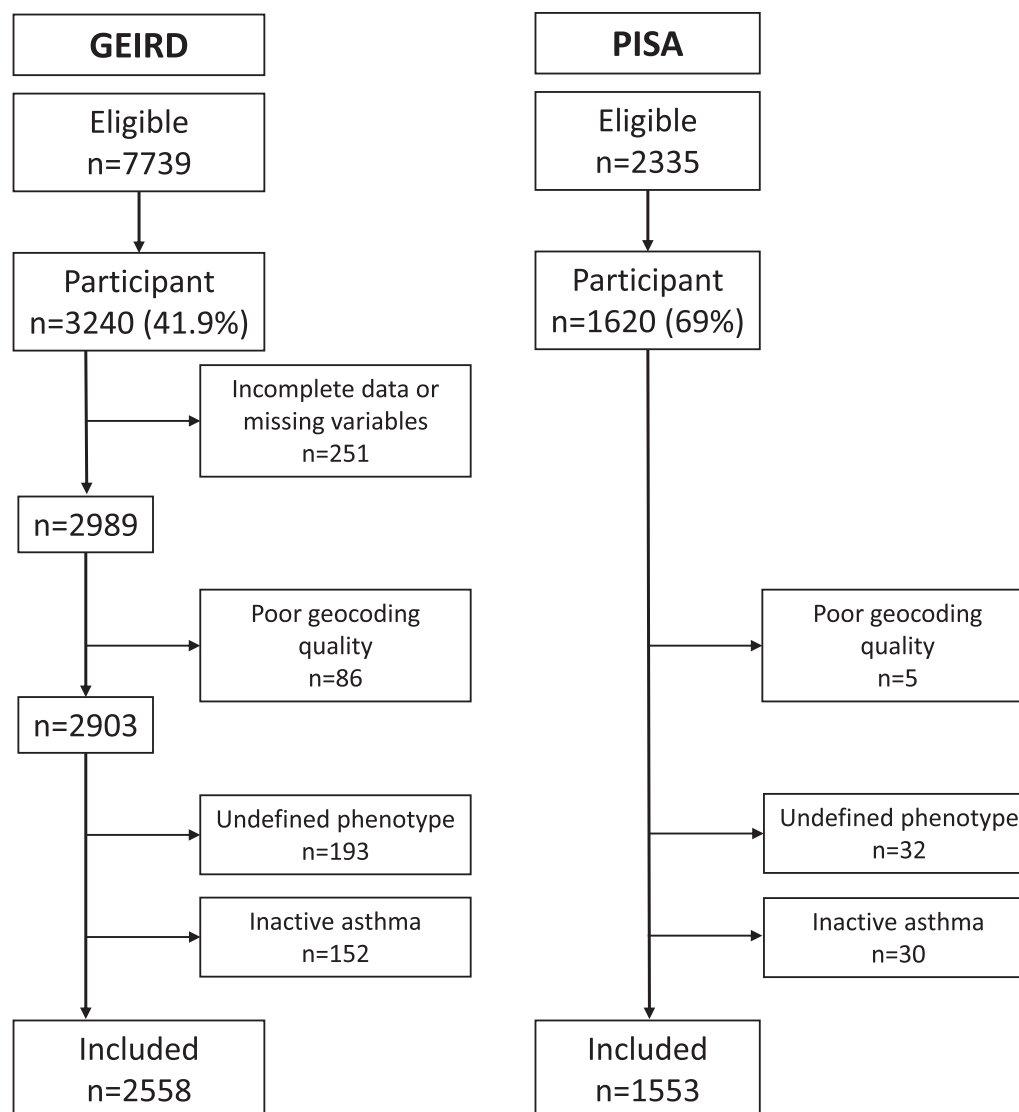 GEIRD
Eligible
n=7739
Participant
n=3240 (41.9%)
Incomplete data or
missing variables
n=251
n=2989
Poor geocoding
quality
n=86
n=2903
Undefined phenotype
n=193
Inactive asthma
n=152
Included
n=2558
PISA
Eligible
n=2335
Participant
n=1620 (69%)
Poor geocoding
quality
n=5
Undefined phenotype
n=32
Inactive asthma
n=30
Included
n=1553